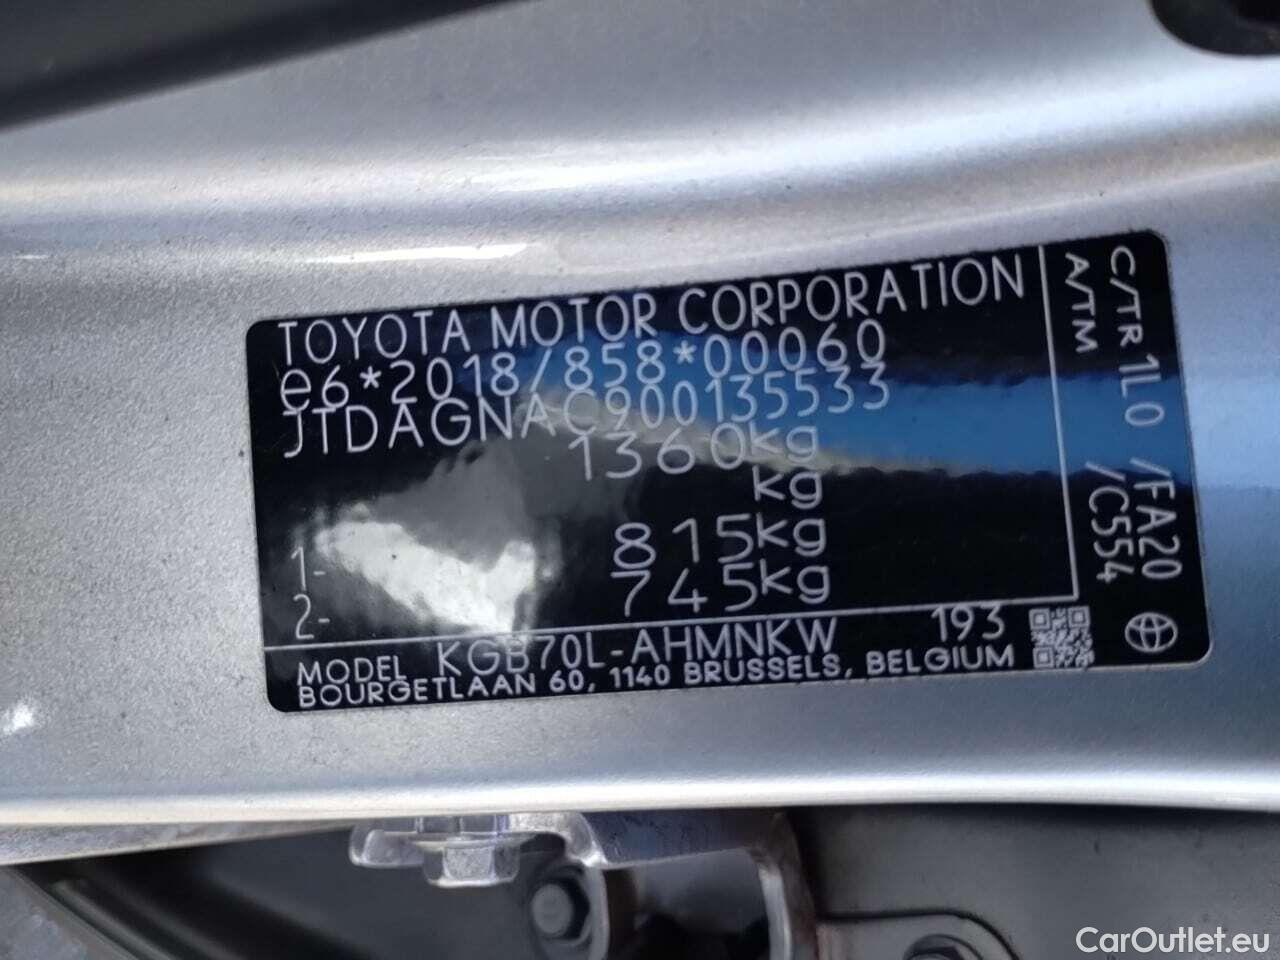 TOYOTA MOTOR CORPORATION
e6*2018/858*00060
JTDAGNAC900135533
1360kg
kg
1- 815kg
2- 745kg
MODEL KGB70L-AHMNKW 193
BOURGETLAAN 60, 1140 BRUSSELS, BELGIUM
C/TR 1L0 /FA20
A/TM /C554
CarOutlet.eu